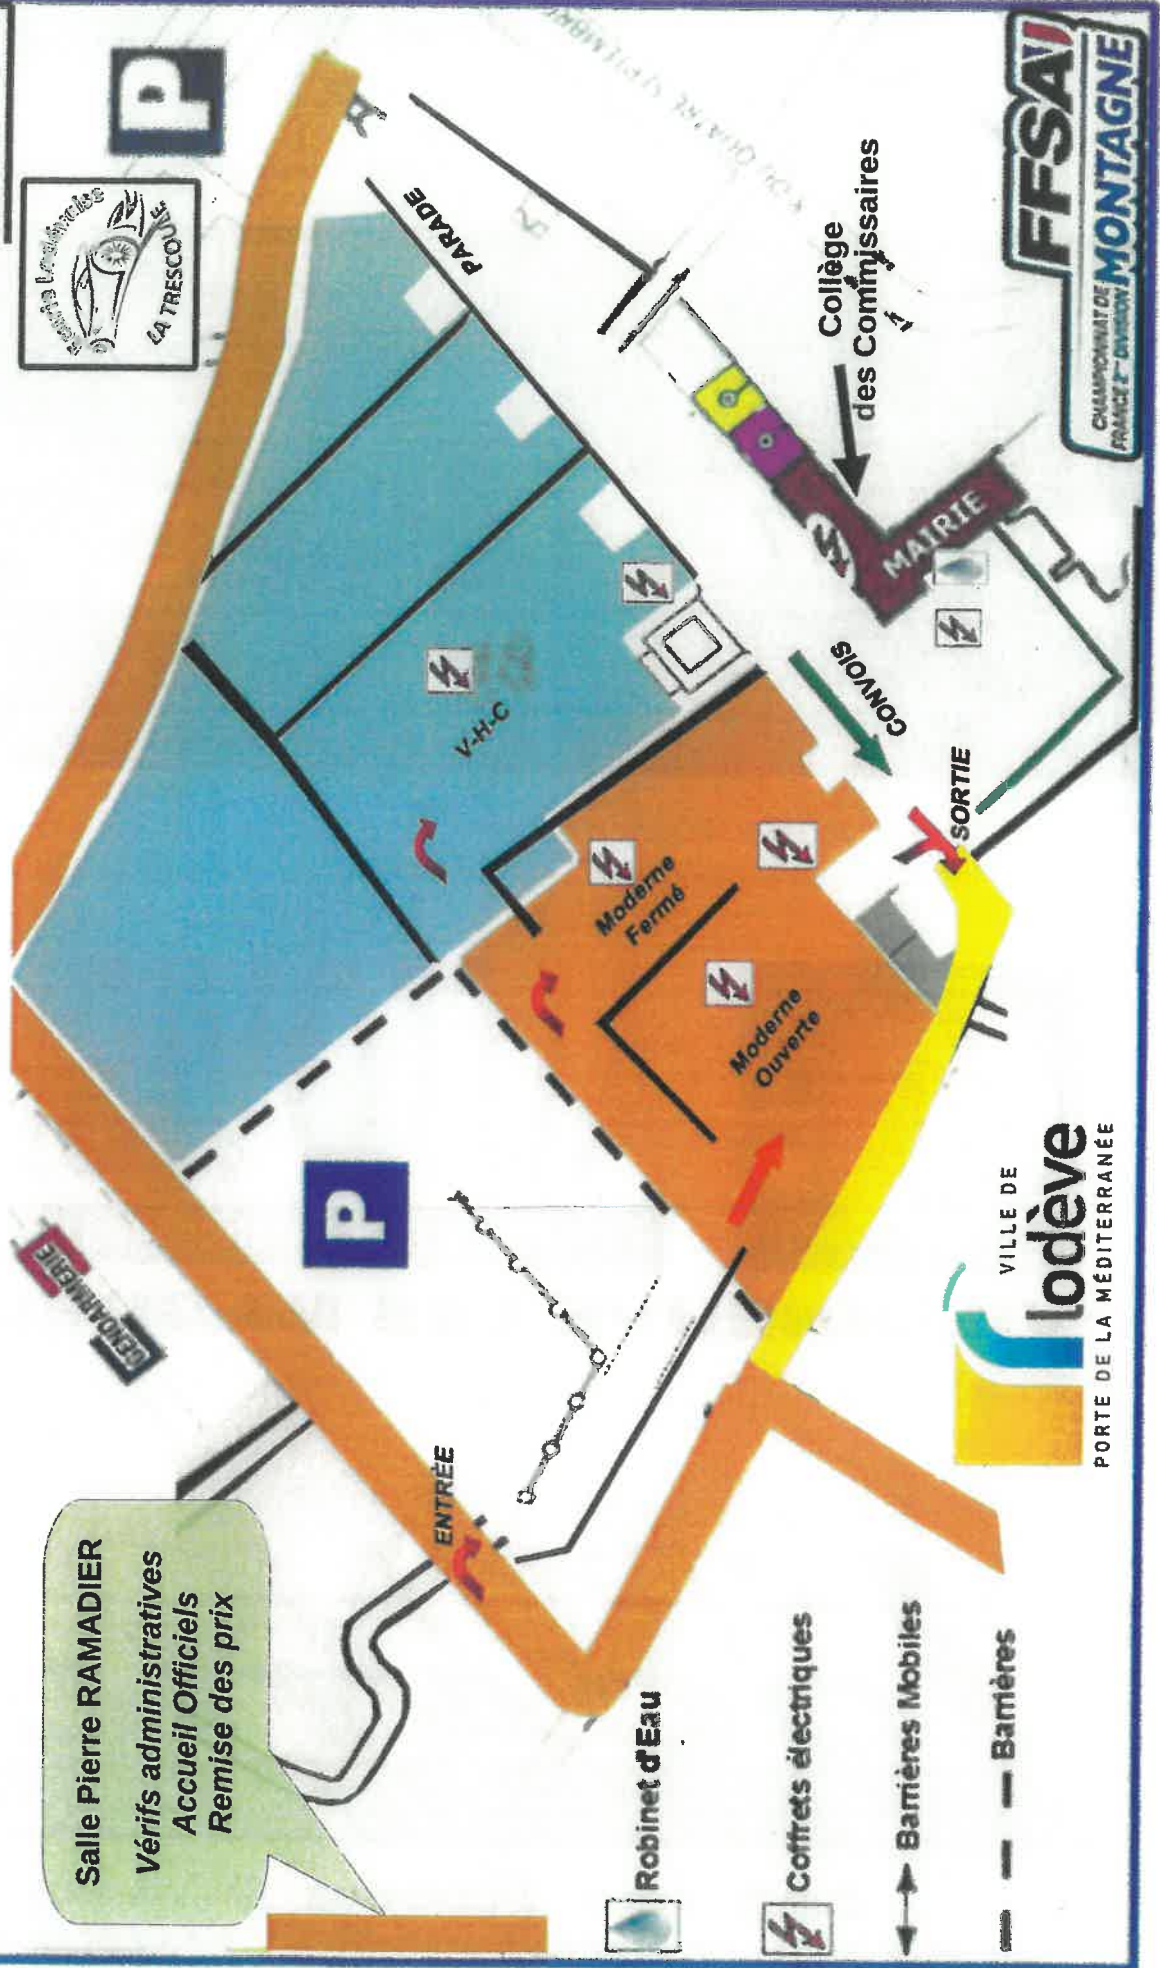 Salle Pierre RAMADIER
Vérifs administratives
Accueil Officiels
Remise des prix
GENDARMERIE
P
P
LA TRESCOULE
ENTRÉE
V-H-C
PARADE
Moderne
Fermé
Moderne
Ouverte
CONVOIS
SORTIE
MAIRIE
Collège
des Commissaires
Robinet d'Eau
Coffrets électriques
Barrières Mobiles
Barrières
VILLE DE
lodève
PORTE DE LA MÉDITERRANÉE
FFSA
CHAMPIONNAT DE
FRANCE 2ème DIVISION MONTAGNE